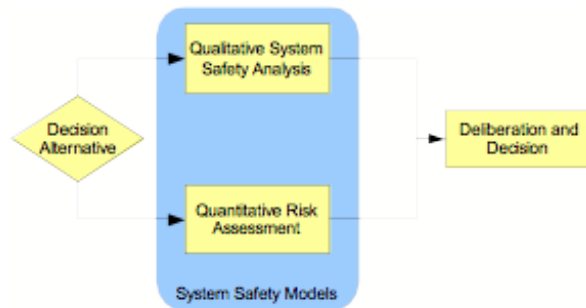 Qualitative System
Safety Analysis
Decision
Alternative
Deliberation and
Decision
Quantitative Risk
Assessment
System Safety Models